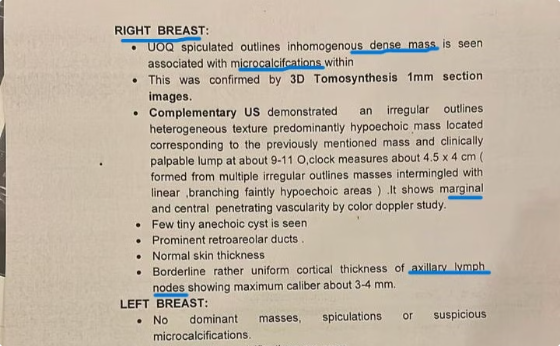 RIGHT BREAST:
• UOQ spiculated outlines inhomogenous dense mass is seen
associated with microcalcifcations within
• This was confirmed by 3D Tomosynthesis 1mm section
images.
• Complementary US demonstrated an irregular outlines
heterogeneous texture predominantly hypoechoic mass located
corresponding to the previously mentioned mass and clinically
palpable lump at about 9-11 O,clock measures about 4.5 x 4 cm (
formed from multiple irregular outlines masses intermingled with
linear ,branching faintly hypoechoic areas ) .It shows marginal
and central penetrating vascularity by color doppler study.
• Few tiny anechoic cyst is seen
• Prominent retroareolar ducts .
• Normal skin thickness
• Borderline rather uniform cortical thickness of axillary lymph
nodes showing maximum caliber about 3-4 mm.
LEFT BREAST:
• No dominant masses, spiculations or suspicious
microcalcifications.